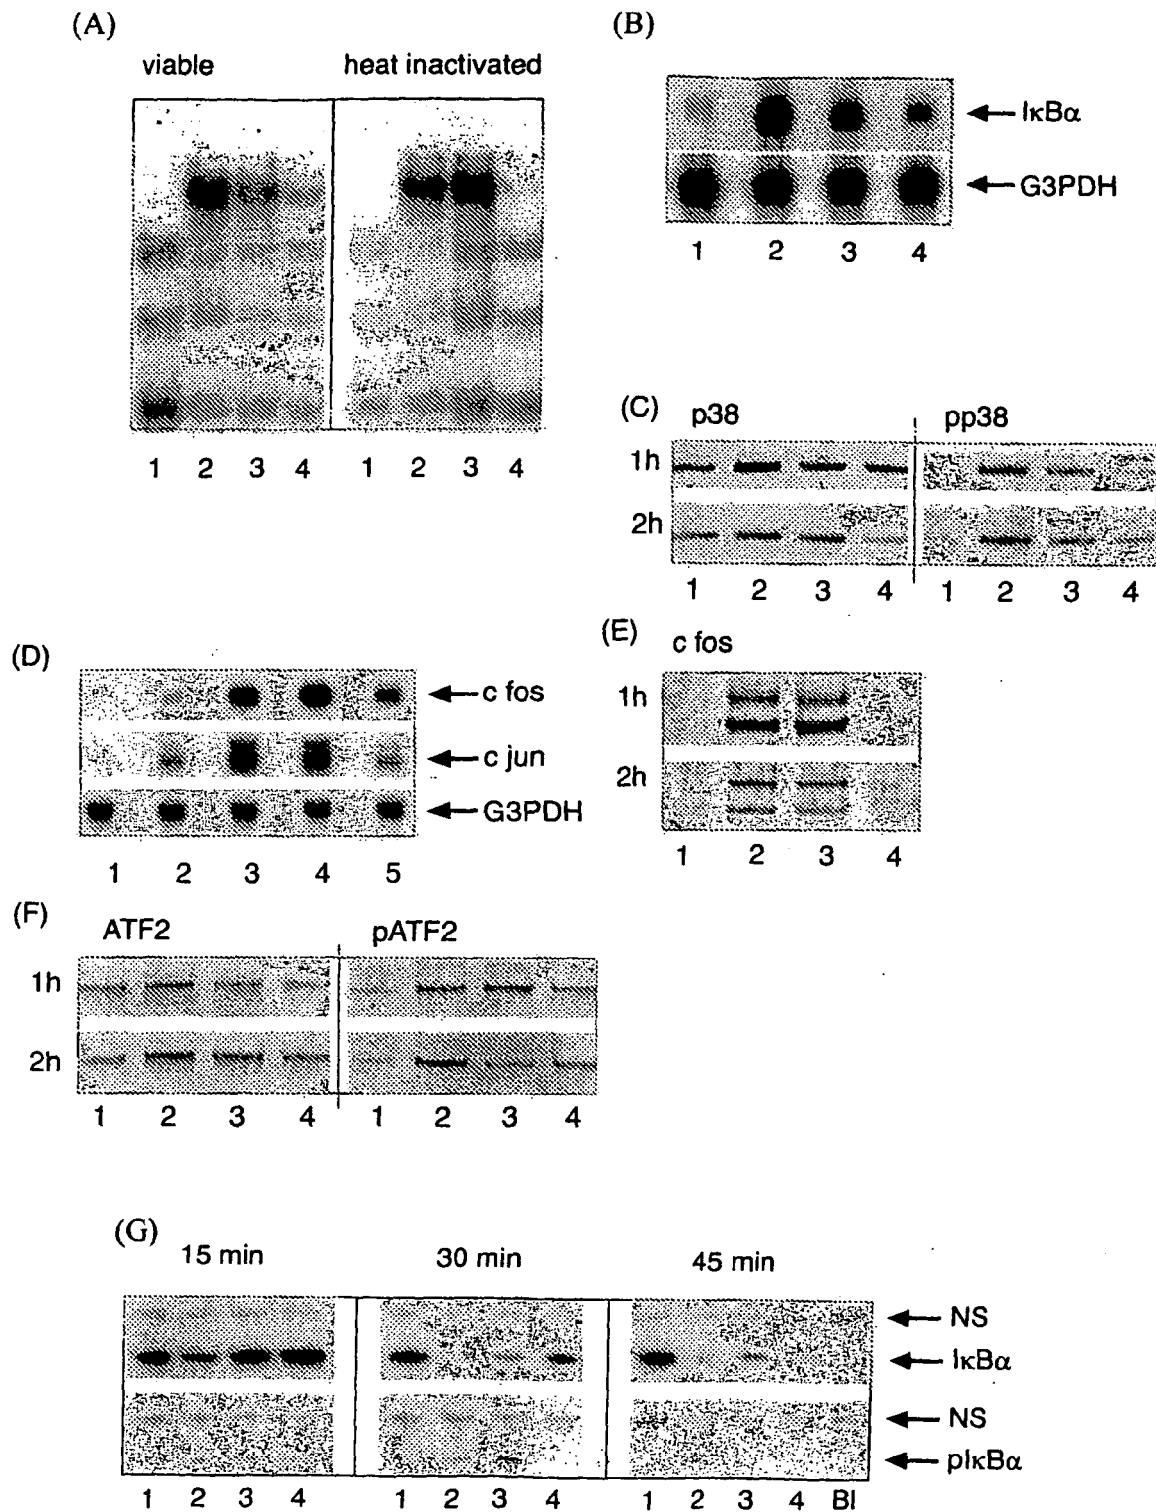 (A)
viable heat inactivated
1 2 3 4 1 2 3 4
(B)
IκBα
G3PDH
1 2 3 4
(C)
p38 pp38
1h
2h
1 2 3 4 1 2 3 4
(D)
c fos
c jun
G3PDH
1 2 3 4 5
(E)
c fos
1h
2h
1 2 3 4
(F)
ATF2 pATF2
1h
2h
1 2 3 4 1 2 3 4
(G)
15 min 30 min 45 min
NS
IκBα
NS
pIκBα
1 2 3 4 1 2 3 4 1 2 3 4 BI